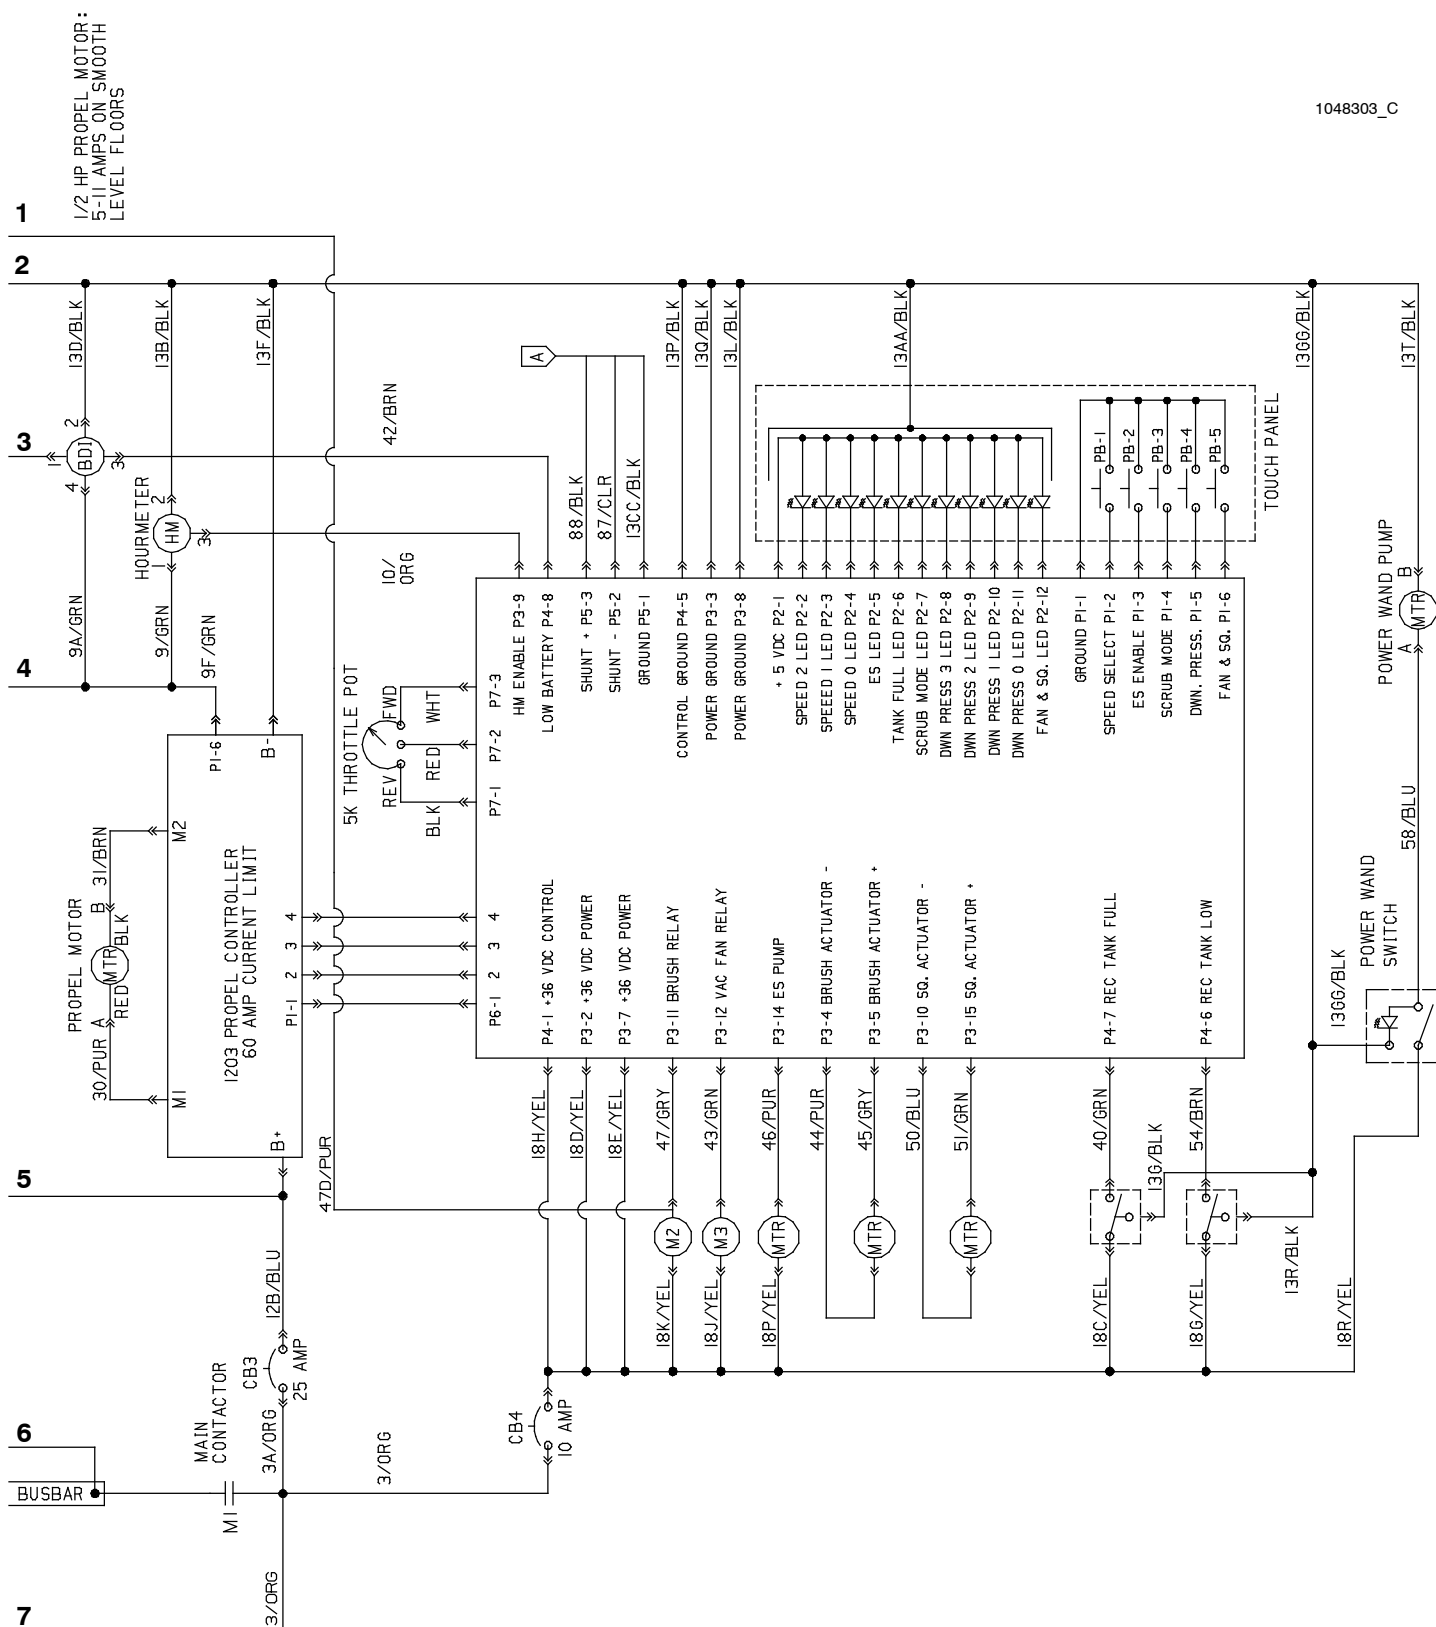 1048303_C
1/2 HP PROPEL MOTOR:
5-11 AMPS ON SMOOTH
LEVEL FLOORS
1
2
3
4
5
6
7
13D/BLK
13B/BLK
13F/BLK
13P/BLK
13Q/BLK
13L/BLK
13AA/BLK
13GG/BLK
13T/BLK
A
42/BRN
88/BLK
87/CLR
13CC/BLK
1
2
3
4
BD1
HOURMETER
1
2
3
HM
9A/GRN
9/GRN
9F/GRN
10/
ORG
PB-1
PB-2
PB-3
PB-4
PB-5
TOUCH PANEL
5K THROTTLE POT
REV
FWD
BLK
RED
WHT
P7-1
P7-2
P7-3
HM ENABLE P3-9
LOW BATTERY P4-8
SHUNT + P5-3
SHUNT - P5-2
GROUND P5-1
CONTROL GROUND P4-5
POWER GROUND P3-3
POWER GROUND P3-8
+ 5 VDC P2-1
SPEED 2 LED P2-2
SPEED 1 LED P2-3
SPEED 0 LED P2-4
ES LED P2-5
TANK FULL LED P2-6
SCRUB MODE LED P2-7
DWN PRESS 3 LED P2-8
DWN PRESS 2 LED P2-9
DWN PRESS 1 LED P2-10
DWN PRESS 0 LED P2-11
FAN & SQ. LED P2-12
GROUND P1-1
SPEED SELECT P1-2
ES ENABLE P1-3
SCRUB MODE P1-4
DWN. PRESS. P1-5
FAN & SQ. P1-6
POWER WAND PUMP
A
B
MTR
58/BLU
POWER WAND
SWITCH
13GG/BLK
P1-6
B-
M2
M1
B+
1203 PROPEL CONTROLLER
60 AMP CURRENT LIMIT
P1-1
2
3
4
PROPEL MOTOR
31/BRN
B
BLK
MTR
RED
A
30/PUR
P6-1
2
3
4
P4-1 +36 VDC CONTROL
P3-2 +36 VDC POWER
P3-7 +36 VDC POWER
P3-11 BRUSH RELAY
P3-12 VAC FAN RELAY
P3-14 ES PUMP
P3-4 BRUSH ACTUATOR -
P3-5 BRUSH ACTUATOR +
P3-10 SQ. ACTUATOR -
P3-15 SQ. ACTUATOR +
P4-7 REC TANK FULL
P4-6 REC TANK LOW
18H/YEL
18D/YEL
18E/YEL
47/GRY
43/GRN
46/PUR
44/PUR
45/GRY
50/BLU
51/GRN
40/GRN
13G/BLK
54/BRN
47D/PUR
M2
M3
MTR
MTR
MTR
18K/YEL
18J/YEL
18P/YEL
18C/YEL
18G/YEL
13R/BLK
18R/YEL
12B/BLU
CB3
25 AMP
3A/ORG
MAIN
CONTACTOR
M1
BUSBAR
3/ORG
CB4
10 AMP
3/ORG